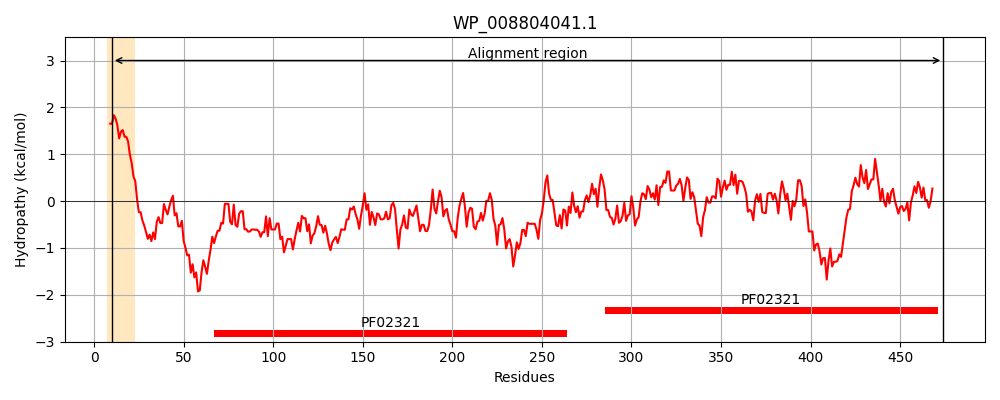 WP_008804041.1
Alignment region
Hydropathy (kcal/mol)
3
2
1
0
−1
−2
−3
PF02321
PF02321
0 50 100 150 200 250 300 350 400 450
Residues